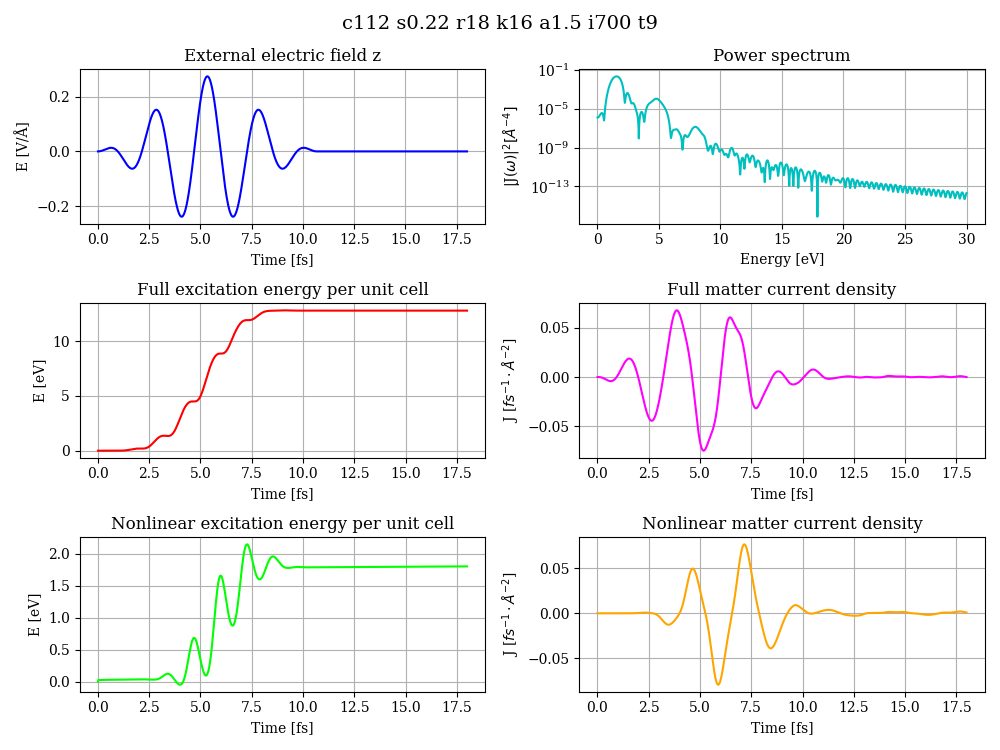 c112 s0.22 r18 k16 a1.5 i700 t9
External electric field z
E [V/Å]
0.2
0.0
−0.2
0.0 2.5 5.0 7.5 10.0 12.5 15.0 17.5
Time [fs]
Power spectrum
|J(ω)|²[Å⁻⁴]
10⁻¹
10⁻⁵
10⁻⁹
10⁻¹³
0 5 10 15 20 25 30
Energy [eV]
Full excitation energy per unit cell
E [eV]
10
5
0
0.0 2.5 5.0 7.5 10.0 12.5 15.0 17.5
Time [fs]
Full matter current density
J [fs⁻¹ · Å⁻²]
0.05
0.00
−0.05
0.0 2.5 5.0 7.5 10.0 12.5 15.0 17.5
Time [fs]
Nonlinear excitation energy per unit cell
E [eV]
2.0
1.5
1.0
0.5
0.0
0.0 2.5 5.0 7.5 10.0 12.5 15.0 17.5
Time [fs]
Nonlinear matter current density
J [fs⁻¹ · Å⁻²]
0.05
0.00
−0.05
0.0 2.5 5.0 7.5 10.0 12.5 15.0 17.5
Time [fs]